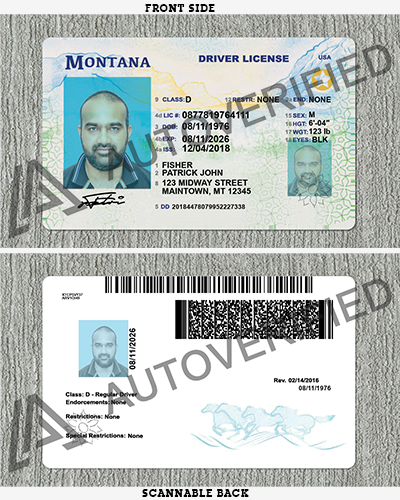 FRONT SIDE
MONTANA
DRIVER LICENSE
USA
9 CLASS: D
12 RESTR: NONE
9a END: NONE
4d LIC #: 0877819764111
15 SEX: M
3 DOB: 08/11/1976
16 HGT: 6'-04"
4b EXP: 08/11/2026
17 WGT: 123 lb
4a ISS: 12/04/2018
18 EYES: BLK
1 FISHER
2 PATRICK JOHN
8 123 MIDWAY STREET
MAINTOWN, MT 12345
5 DD 20184478079952227338
AUTOVERIFIED
08/11/2026
Rev. 02/14/2016
08/11/1976
Class: D - Regular Driver
Endorcements: None
Restrictions: None
Special Restrictions: None
AUTOVERIFIED
SCANNABLE BACK